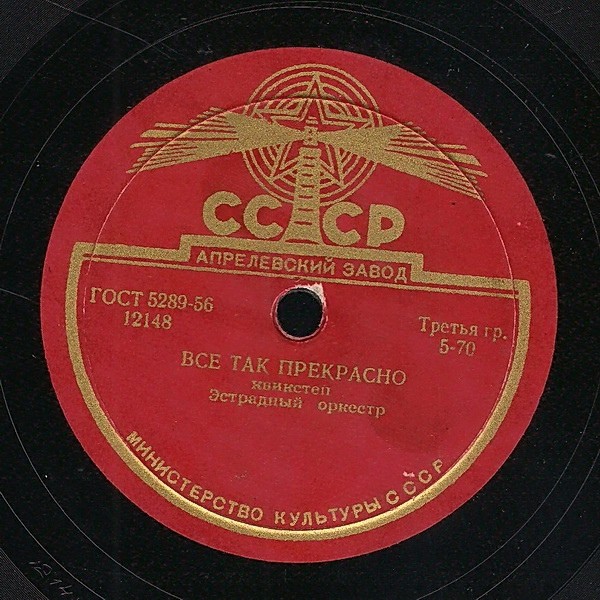 СССР
АПРЕЛЕВСКИЙ ЗАВОД
ГОСТ 5289-56
12148
Третья гр.
5-70
ВСЕ ТАК ПРЕКРАСНО
квикстеп
Эстрадный оркестр
МИНИСТЕРСТВО КУЛЬТУРЫ СССР